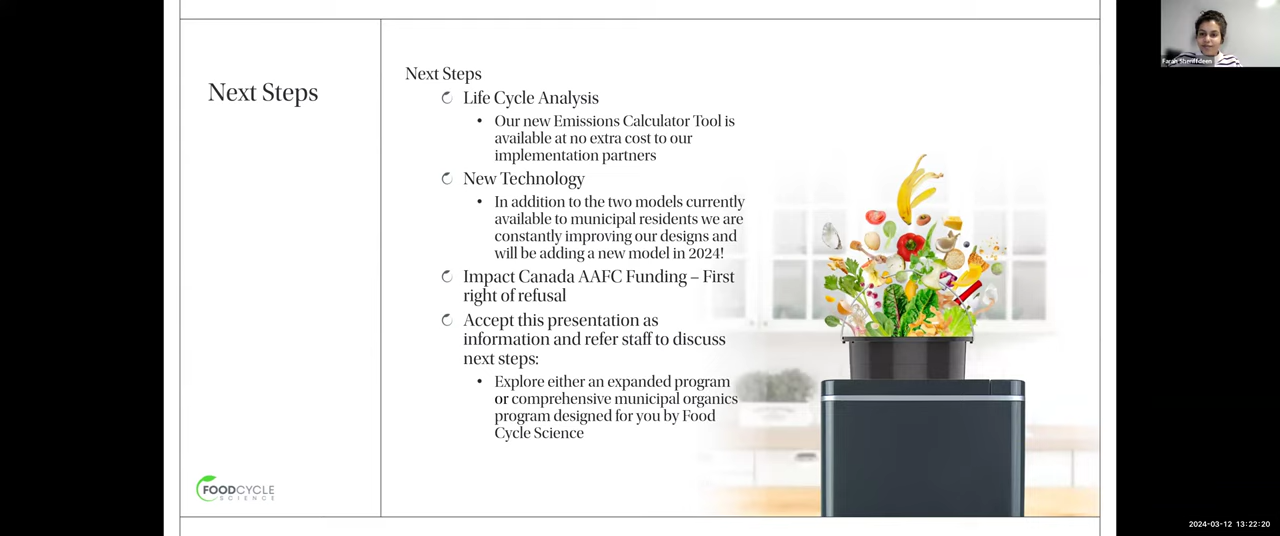 Next Steps
Next Steps
Life Cycle Analysis
• Our new Emissions Calculator Tool is
available at no extra cost to our
implementation partners
New Technology
• In addition to the two models currently
available to municipal residents we are
constantly improving our designs and
will be adding a new model in 2024!
Impact Canada AAFC Funding – First
right of refusal
Accept this presentation as
information and refer staff to discuss
next steps:
• Explore either an expanded program
or comprehensive municipal organics
program designed for you by Food
Cycle Science
FOODCYCLE
SCIENCE
Farah Sheriffdeen
2024-03-12 13:22:20